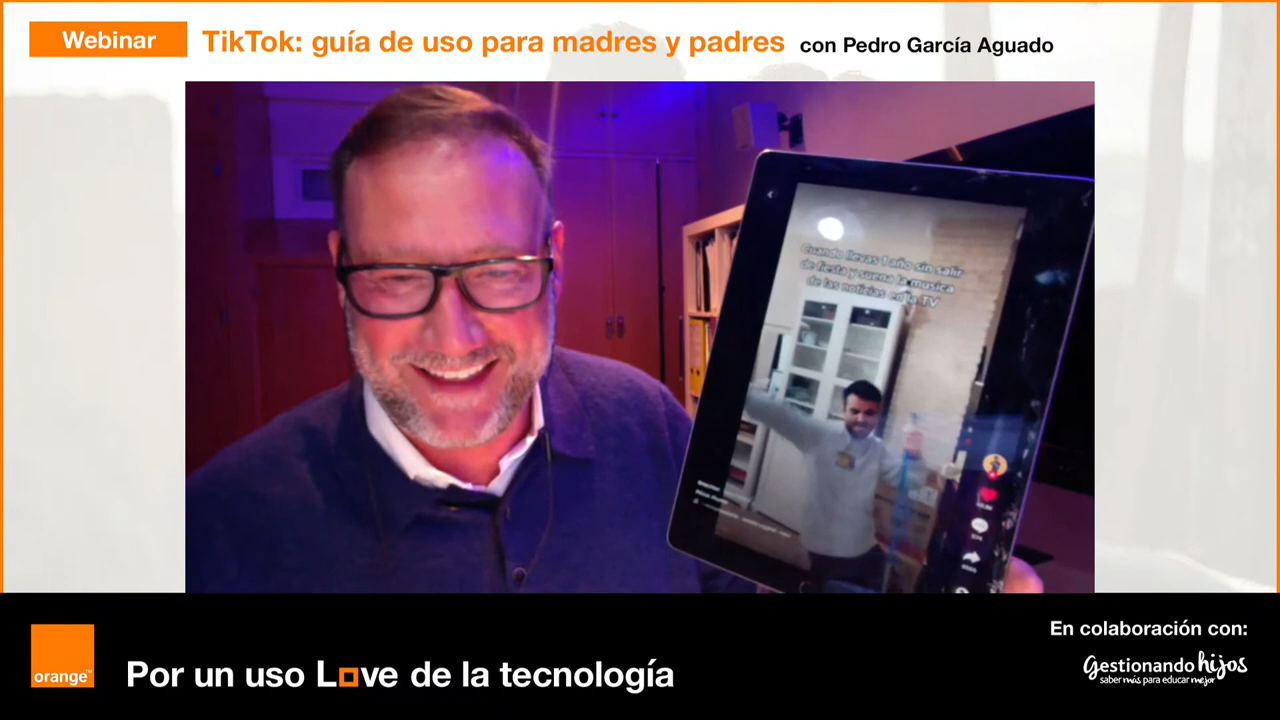 Webinar
TikTok: guía de uso para madres y padres con Pedro García Aguado
Cuando llevas 1 año sin salir
de fiesta y suena la musica
de las noticias en la TV
En colaboración con:
orange™
Por un uso Love de la tecnología
Gestionando hijos
saber más para educar mejor